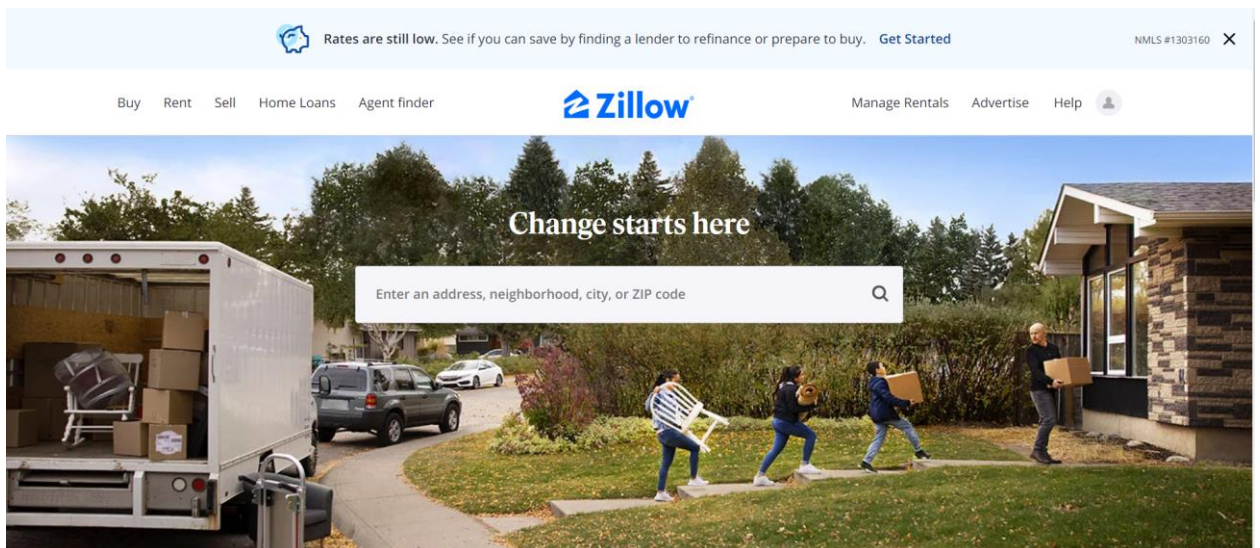 Rates are still low. See if you can save by finding a lender to refinance or prepare to buy. Get Started
NMLS #1303160
Buy Rent Sell Home Loans Agent finder
Zillow
Manage Rentals Advertise Help
Change starts here
Enter an address, neighborhood, city, or ZIP code